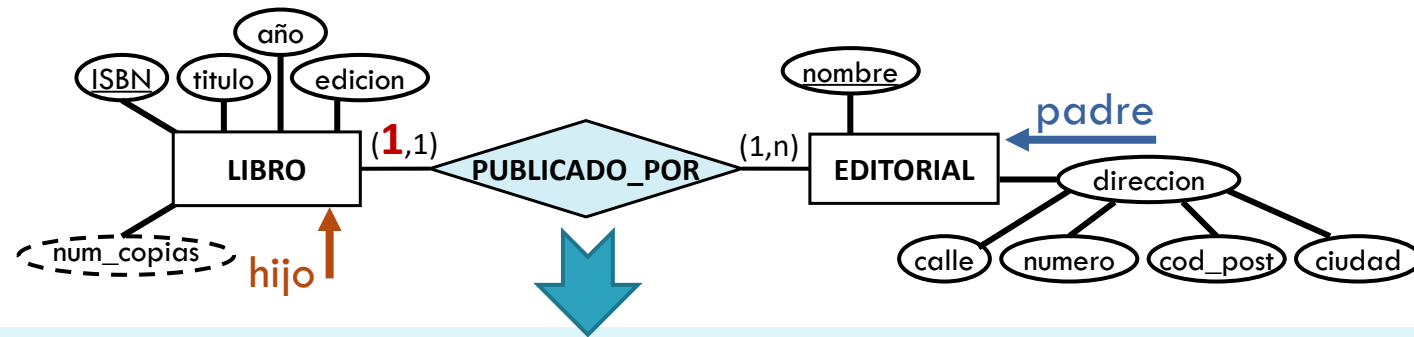 año
ISBN
titulo
edicion
nombre
padre
LIBRO
(1,1)
PUBLICADO_POR
(1,n)
EDITORIAL
direccion
num_copias
hijo
calle
numero
cod_post
ciudad